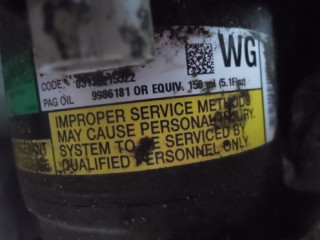 WG
CODE
PAG OIL 9986181 OR EQUIV. 150 ml (5.1Floz)
IMPROPER SERVICE METHODS
MAY CAUSE PERSONAL INJURY.
SYSTEM TO BE SERVICED BY
QUALIFIED PERSONNEL ONLY.